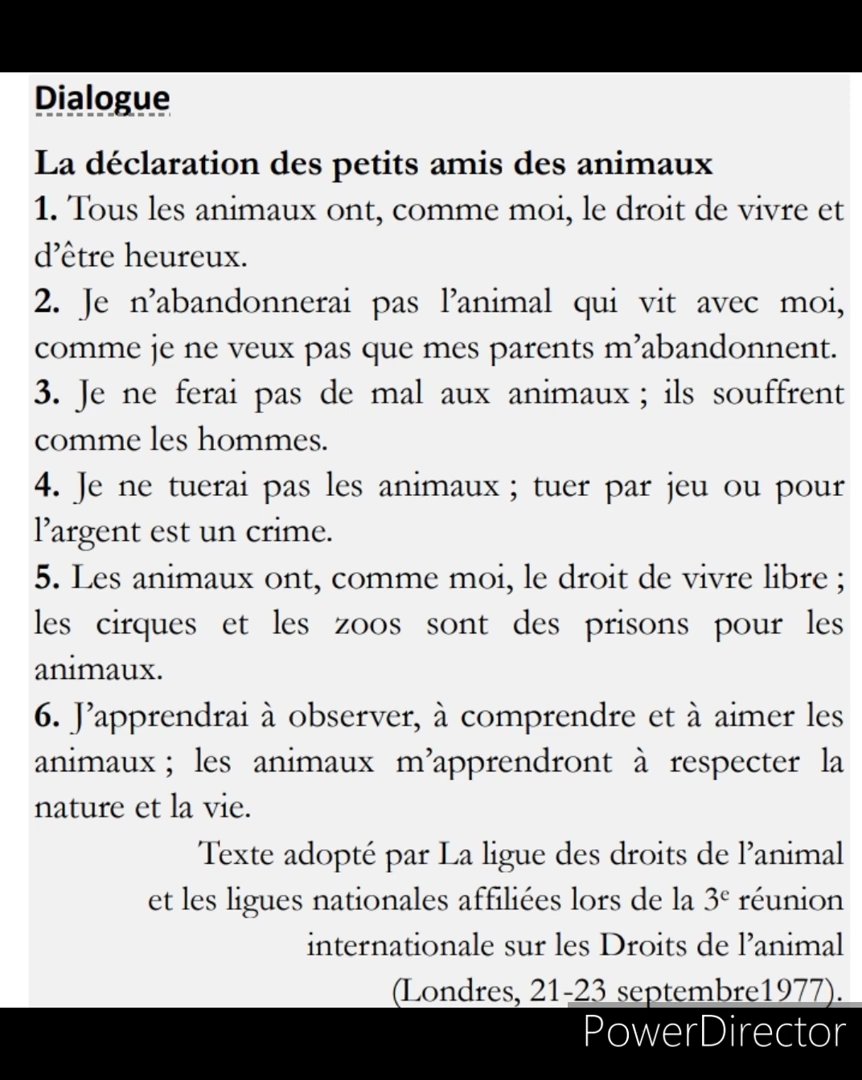 Dialogue
La déclaration des petits amis des animaux
1. Tous les animaux ont, comme moi, le droit de vivre et
d’être heureux.
2. Je n’abandonnerai pas l’animal qui vit avec moi,
comme je ne veux pas que mes parents m’abandonnent.
3. Je ne ferai pas de mal aux animaux ; ils souffrent
comme les hommes.
4. Je ne tuerai pas les animaux ; tuer par jeu ou pour
l’argent est un crime.
5. Les animaux ont, comme moi, le droit de vivre libre ;
les cirques et les zoos sont des prisons pour les
animaux.
6. J’apprendrai à observer, à comprendre et à aimer les
animaux ; les animaux m’apprendront à respecter la
nature et la vie.
Texte adopté par La ligue des droits de l’animal
et les ligues nationales affiliées lors de la 3e réunion
internationale sur les Droits de l’animal
(Londres, 21-23 septembre1977).
PowerDirector